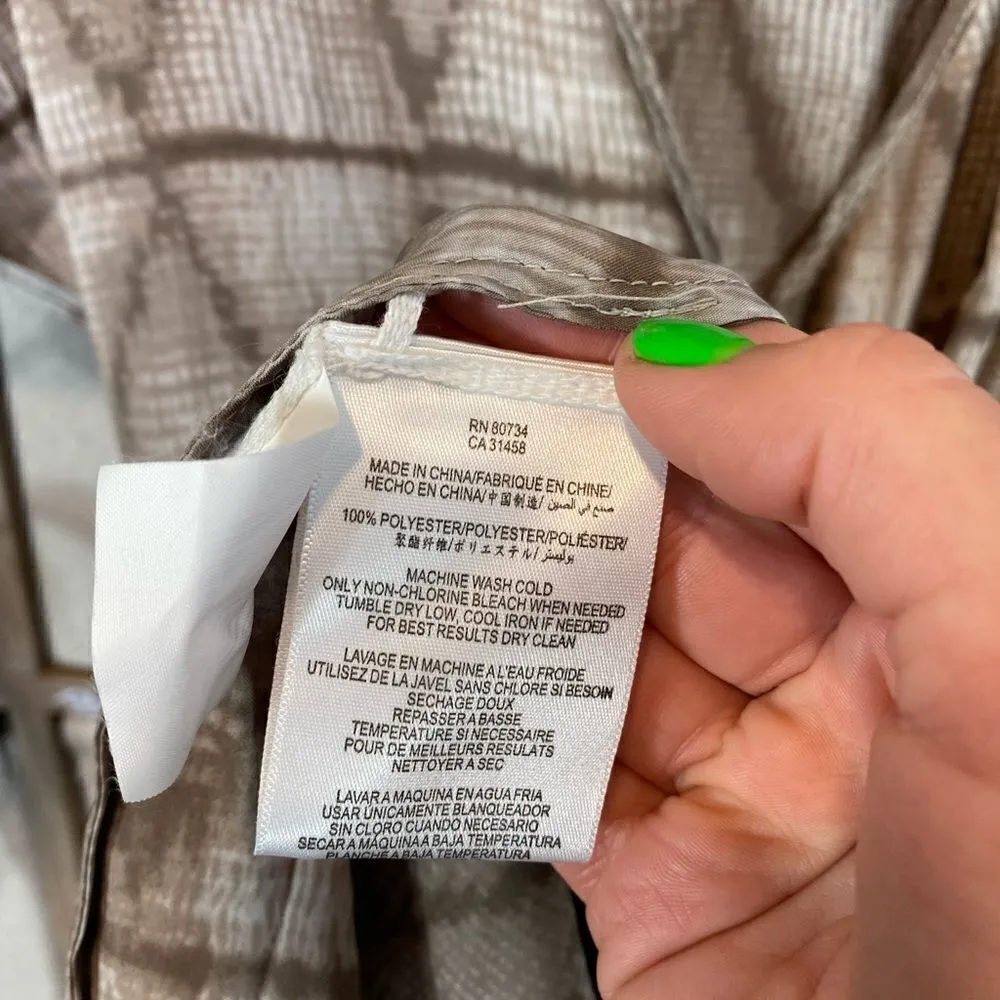 RN 80734
CA 31458
MADE IN CHINA/FABRIQUÉ EN CHINE/
HECHO EN CHINA/中国制造/ صنع في الصين
100% POLYESTER/POLYESTER/POLIÉSTER/
聚酯纤维/ポリエステル/ بوليستر
MACHINE WASH COLD
ONLY NON-CHLORINE BLEACH WHEN NEEDED
TUMBLE DRY LOW, COOL IRON IF NEEDED
FOR BEST RESULTS DRY CLEAN
LAVAGE EN MACHINE A L'EAU FROIDE
UTILISEZ DE LA JAVEL SANS CHLORE SI BESOIN
SECHAGE DOUX
REPASSER A BASSE
TEMPERATURE SI NECESSAIRE
POUR DE MEILLEURS RESULATS
NETTOYER A SEC
LAVAR A MAQUINA EN AGUA FRIA
USAR ÚNICAMENTE BLANQUEADOR
SIN CLORO CUANDO NECESARIO
SECAR A MÁQUINA A BAJA TEMPERATURA
PLANCHE A BAJA TEMPERATURA